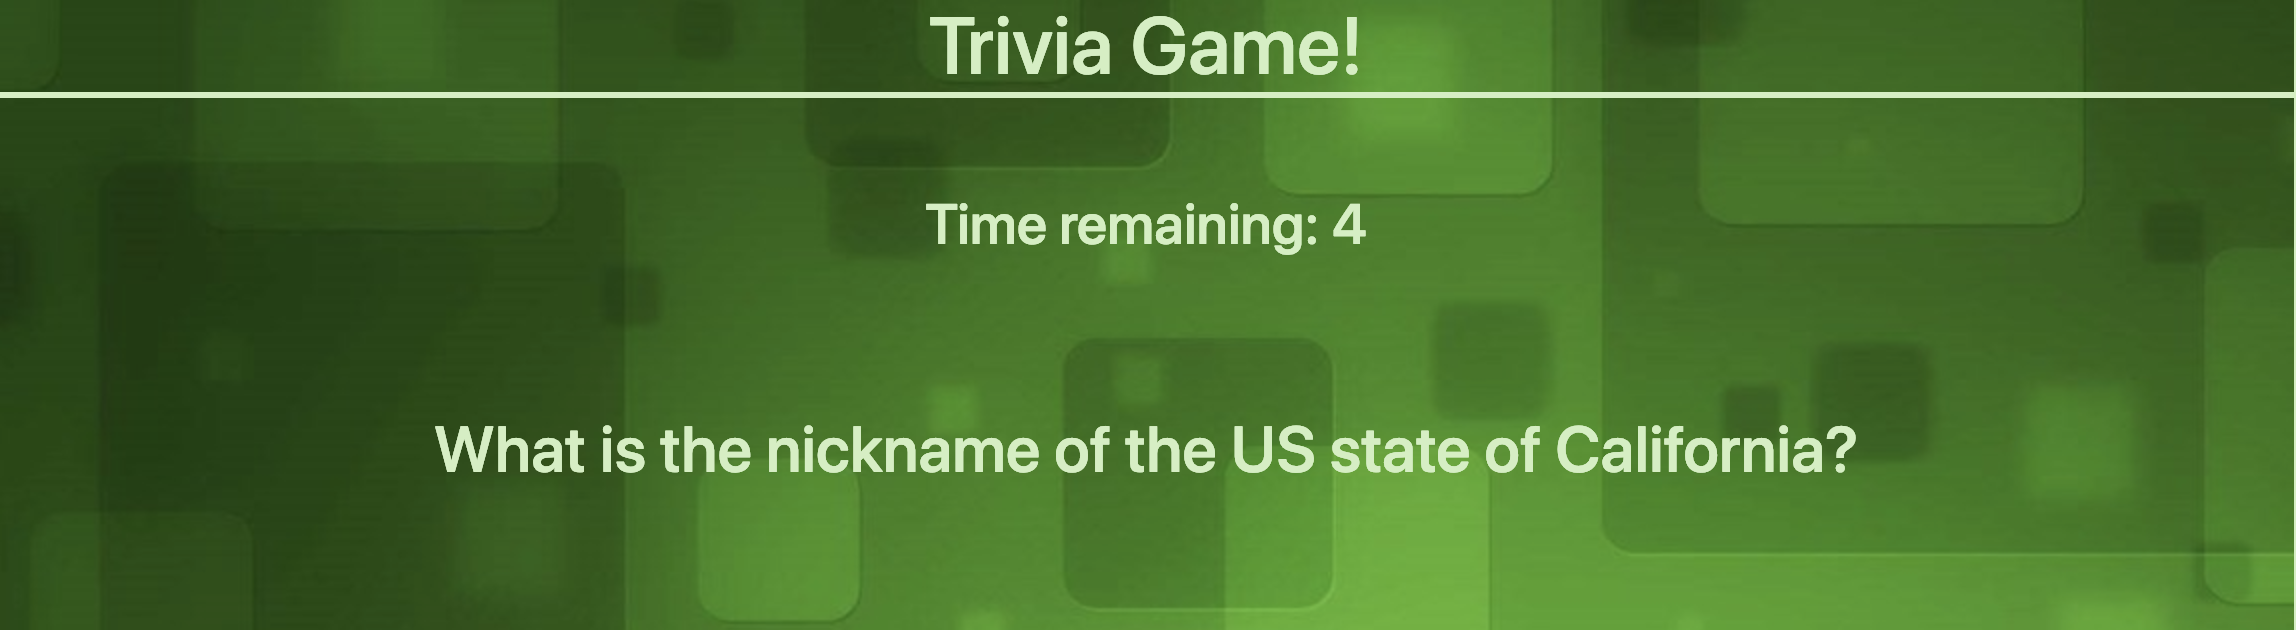 Trivia Game!
Time remaining: 4
What is the nickname of the US state of California?